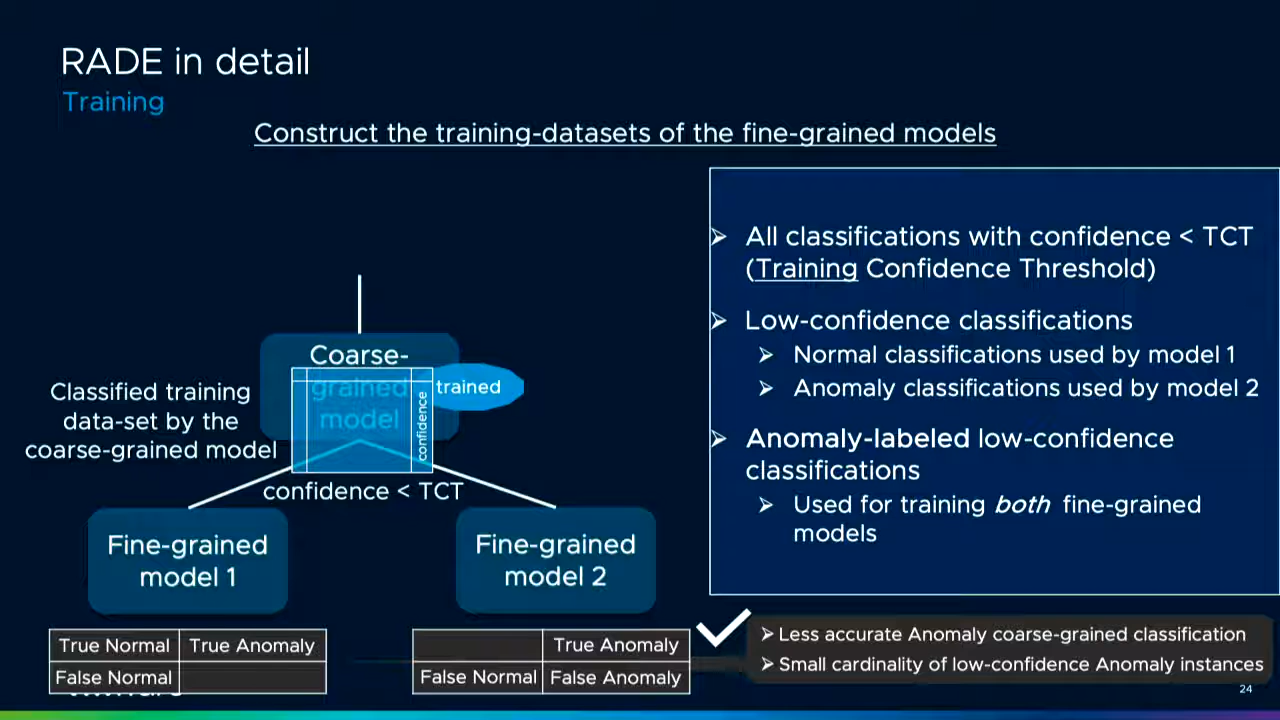 RADE in detail
Training
Construct the training-datasets of the fine-grained models
Coarse-
grained
model
trained
confidence
Classified training
data-set by the
coarse-grained model
confidence < TCT
Fine-grained
model 1
Fine-grained
model 2
True Normal True Anomaly
False Normal
True Anomaly
False Normal False Anomaly
➢ All classifications with confidence < TCT
(Training Confidence Threshold)
➢ Low-confidence classifications
➢ Normal classifications used by model 1
➢ Anomaly classifications used by model 2
➢ Anomaly-labeled low-confidence
classifications
➢ Used for training both fine-grained
models
➢ Less accurate Anomaly coarse-grained classification
➢ Small cardinality of low-confidence Anomaly instances
24